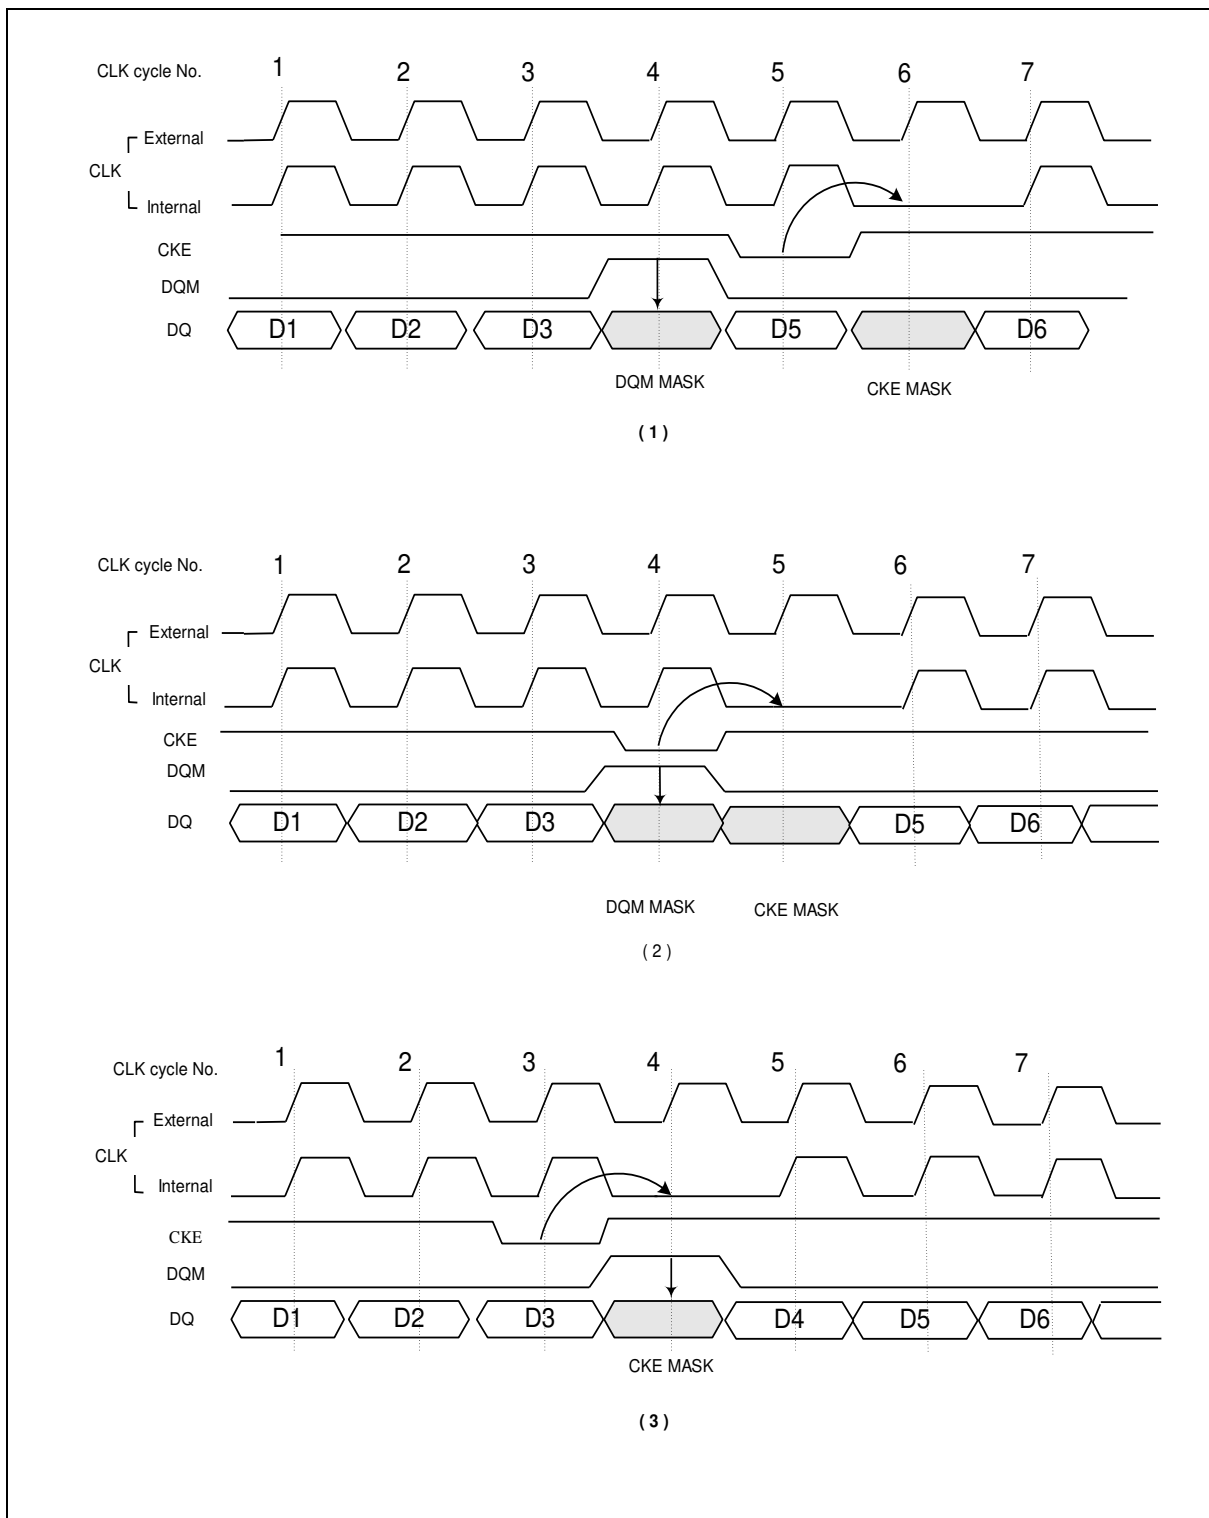 CLK cycle No. 1 2 3 4 5 6 7
External
CLK
Internal
CKE
DQM
DQ D1 D2 D3 D5 D6
DQM MASK CKE MASK
( 1 )
CLK cycle No. 1 2 3 4 5 6 7
External
CLK
Internal
CKE
DQM
DQ D1 D2 D3 D5 D6
DQM MASK CKE MASK
( 2 )
CLK cycle No. 1 2 3 4 5 6 7
External
CLK
Internal
CKE
DQM
DQ D1 D2 D3 D4 D5 D6
CKE MASK
( 3 )